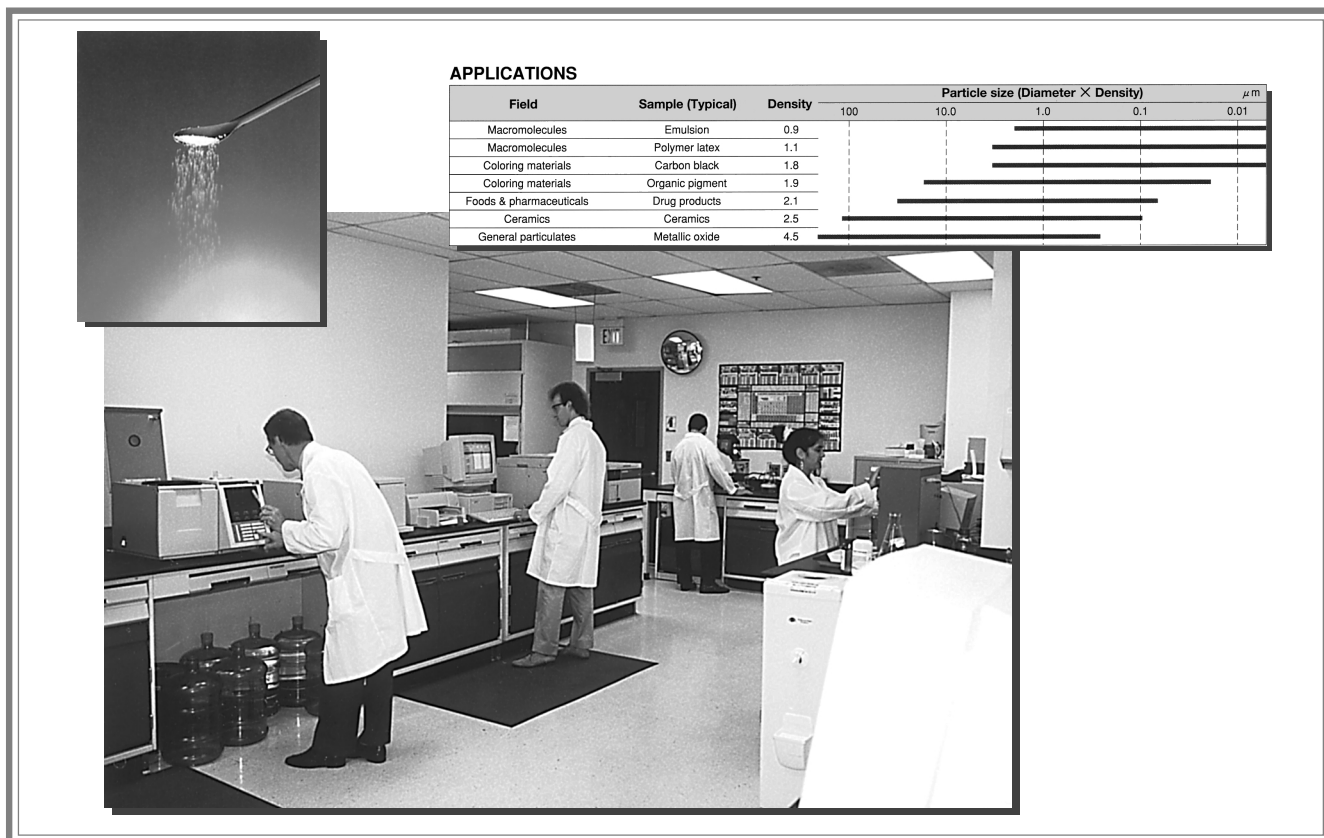 APPLICATIONS
Field Sample (Typical) Density Particle size (Diameter × Density) μm
100 10.0 1.0 0.1 0.01
Macromolecules Emulsion 0.9
Macromolecules Polymer latex 1.1
Coloring materials Carbon black 1.8
Coloring materials Organic pigment 1.9
Foods & pharmaceuticals Drug products 2.1
Ceramics Ceramics 2.5
General particulates Metallic oxide 4.5